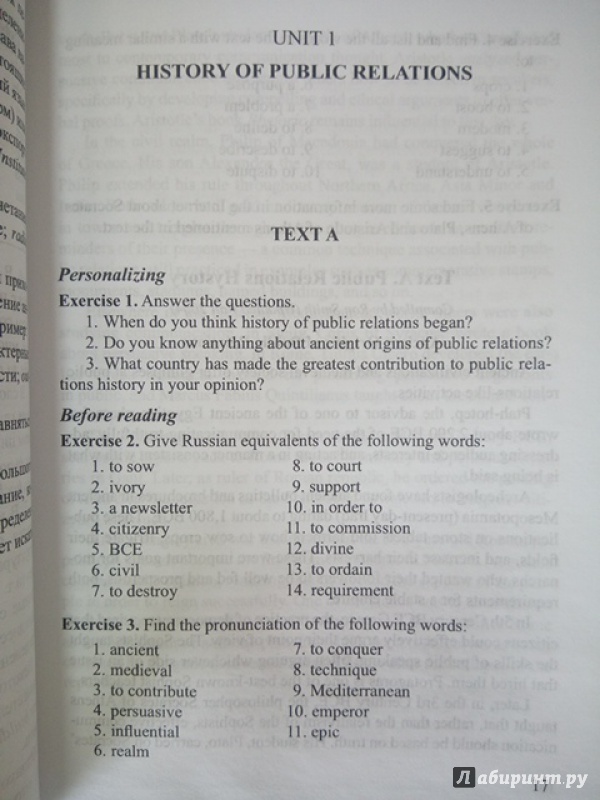 UNIT 1
HISTORY OF PUBLIC RELATIONS
TEXT A
Personalizing
Exercise 1. Answer the questions.
1. When do you think history of public relations began?
2. Do you know anything about ancient origins of public relations?
3. What country has made the greatest contribution to public rela-
tions history in your opinion?
Before reading
Exercise 2. Give Russian equivalents of the following words:
1. to sow
2. ivory
3. a newsletter
4. citizenry
5. BCE
6. civil
7. to destroy
8. to court
9. support
10. in order to
11. to commission
12. divine
13. to ordain
14. requirement
Exercise 3. Find the pronunciation of the following words:
1. ancient
2. medieval
3. to contribute
4. persuasive
5. influential
6. realm
7. to conquer
8. technique
9. Mediterranean
10. emperor
11. epic
17
Лабиринт.ру